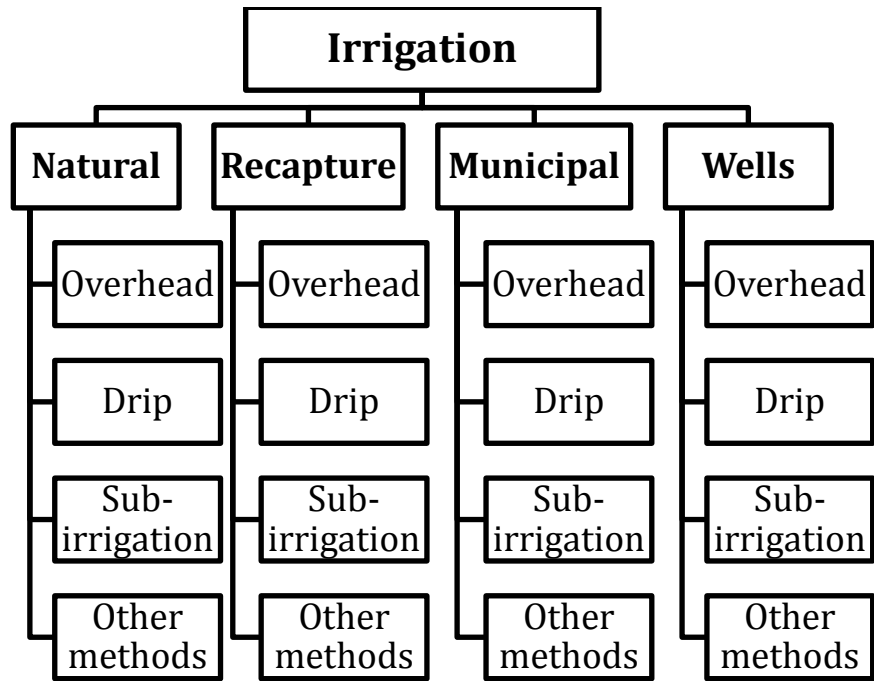 Irrigation
Natural
Recapture
Municipal
Wells
Overhead
Overhead
Overhead
Overhead
Drip
Drip
Drip
Drip
Sub-
irrigation
Sub-
irrigation
Sub-
irrigation
Sub-
irrigation
Other
methods
Other
methods
Other
methods
Other
methods